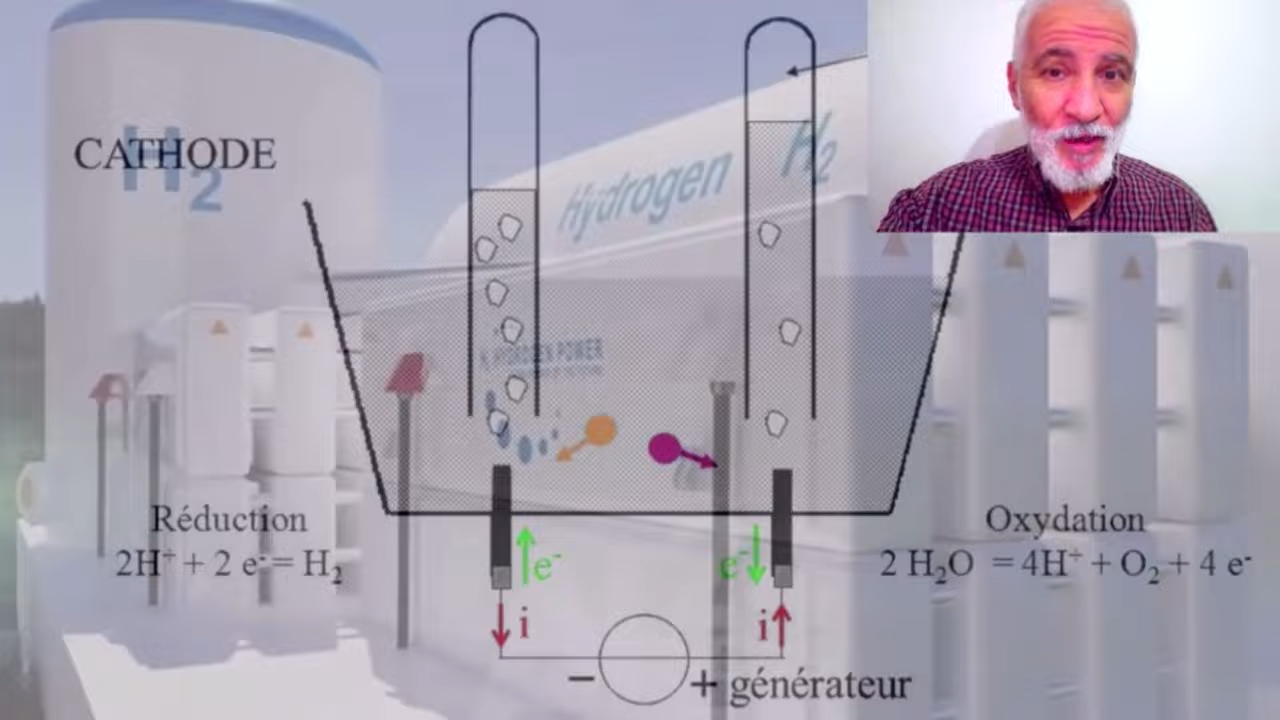 CATHODE
H₂
Hydrogen
H₂
HYDROGEN POWER
Réduction
2H⁺ + 2 e⁻ = H₂
Oxydation
2 H₂O = 4H⁺ + O₂ + 4 e⁻
e⁻
e⁻
i
i
− + générateur